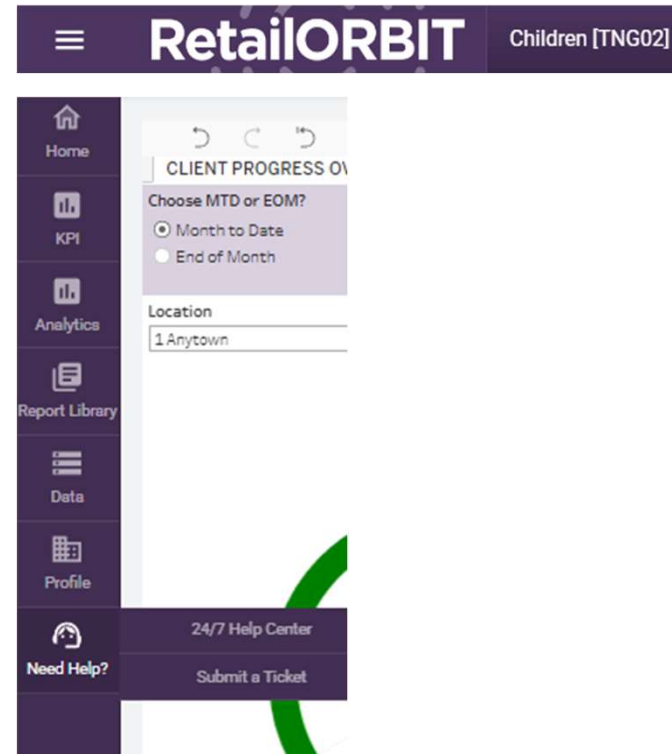 RetailORBIT
Children [TNG02]
Home
CLIENT PROGRESS
Choose MTD or EOM?
Month to Date
KPI
End of Month
Analytics
Location
1 Anytown
Report Library
Data
Profile
24/7 Help Center
Need Help?
Submit a Ticket